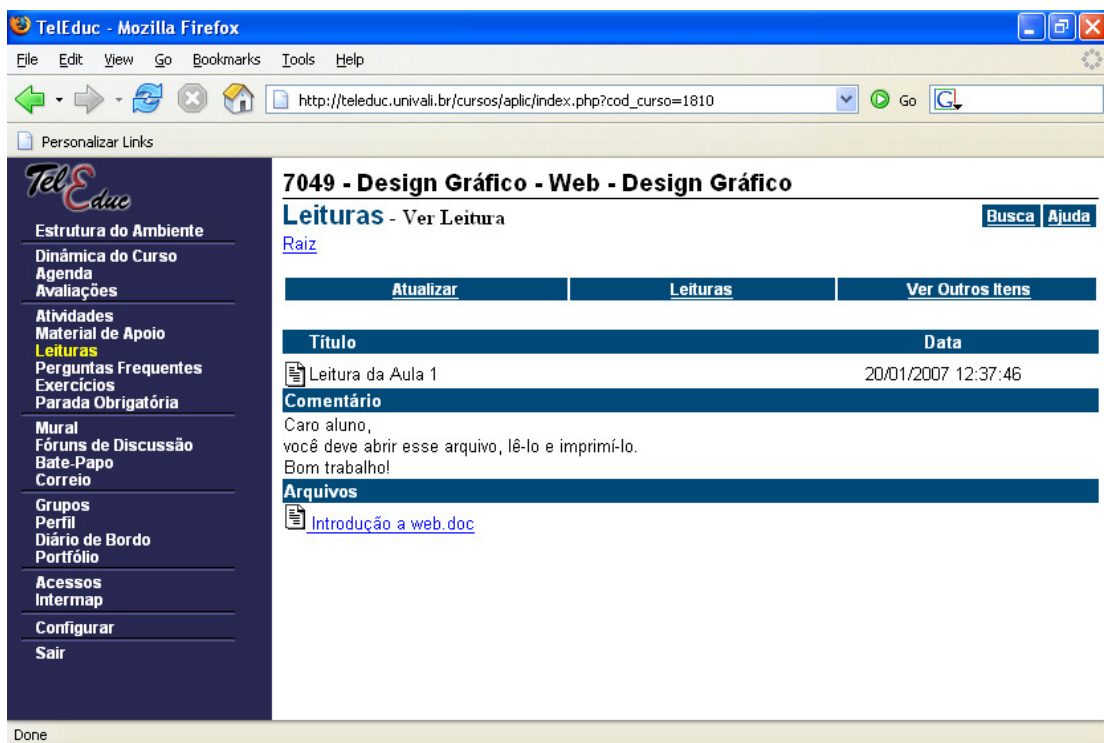 TelEduc - Mozilla Firefox
File Edit View Go Bookmarks Tools Help
http://teleduc.univali.br/cursos/aplic/index.php?cod_curso=1810 Go G
Personalizar Links
TelEduc
Estrutura do Ambiente
Dinâmica do Curso
Agenda
Avaliações
Atividades
Material de Apoio
Leituras
Perguntas Frequentes
Exercícios
Parada Obrigatória
Mural
Fóruns de Discussão
Bate-Papo
Correio
Grupos
Perfil
Diário de Bordo
Portfólio
Acessos
Intermap
Configurar
Sair
7049 - Design Gráfico - Web - Design Gráfico
Leituras - Ver Leitura
Busca Ajuda
Raiz
Atualizar Leituras Ver Outros Itens
Título Data
Leitura da Aula 1 20/01/2007 12:37:46
Comentário
Caro aluno,
você deve abrir esse arquivo, lê-lo e imprimí-lo.
Bom trabalho!
Arquivos
Introdução a web.doc
Done